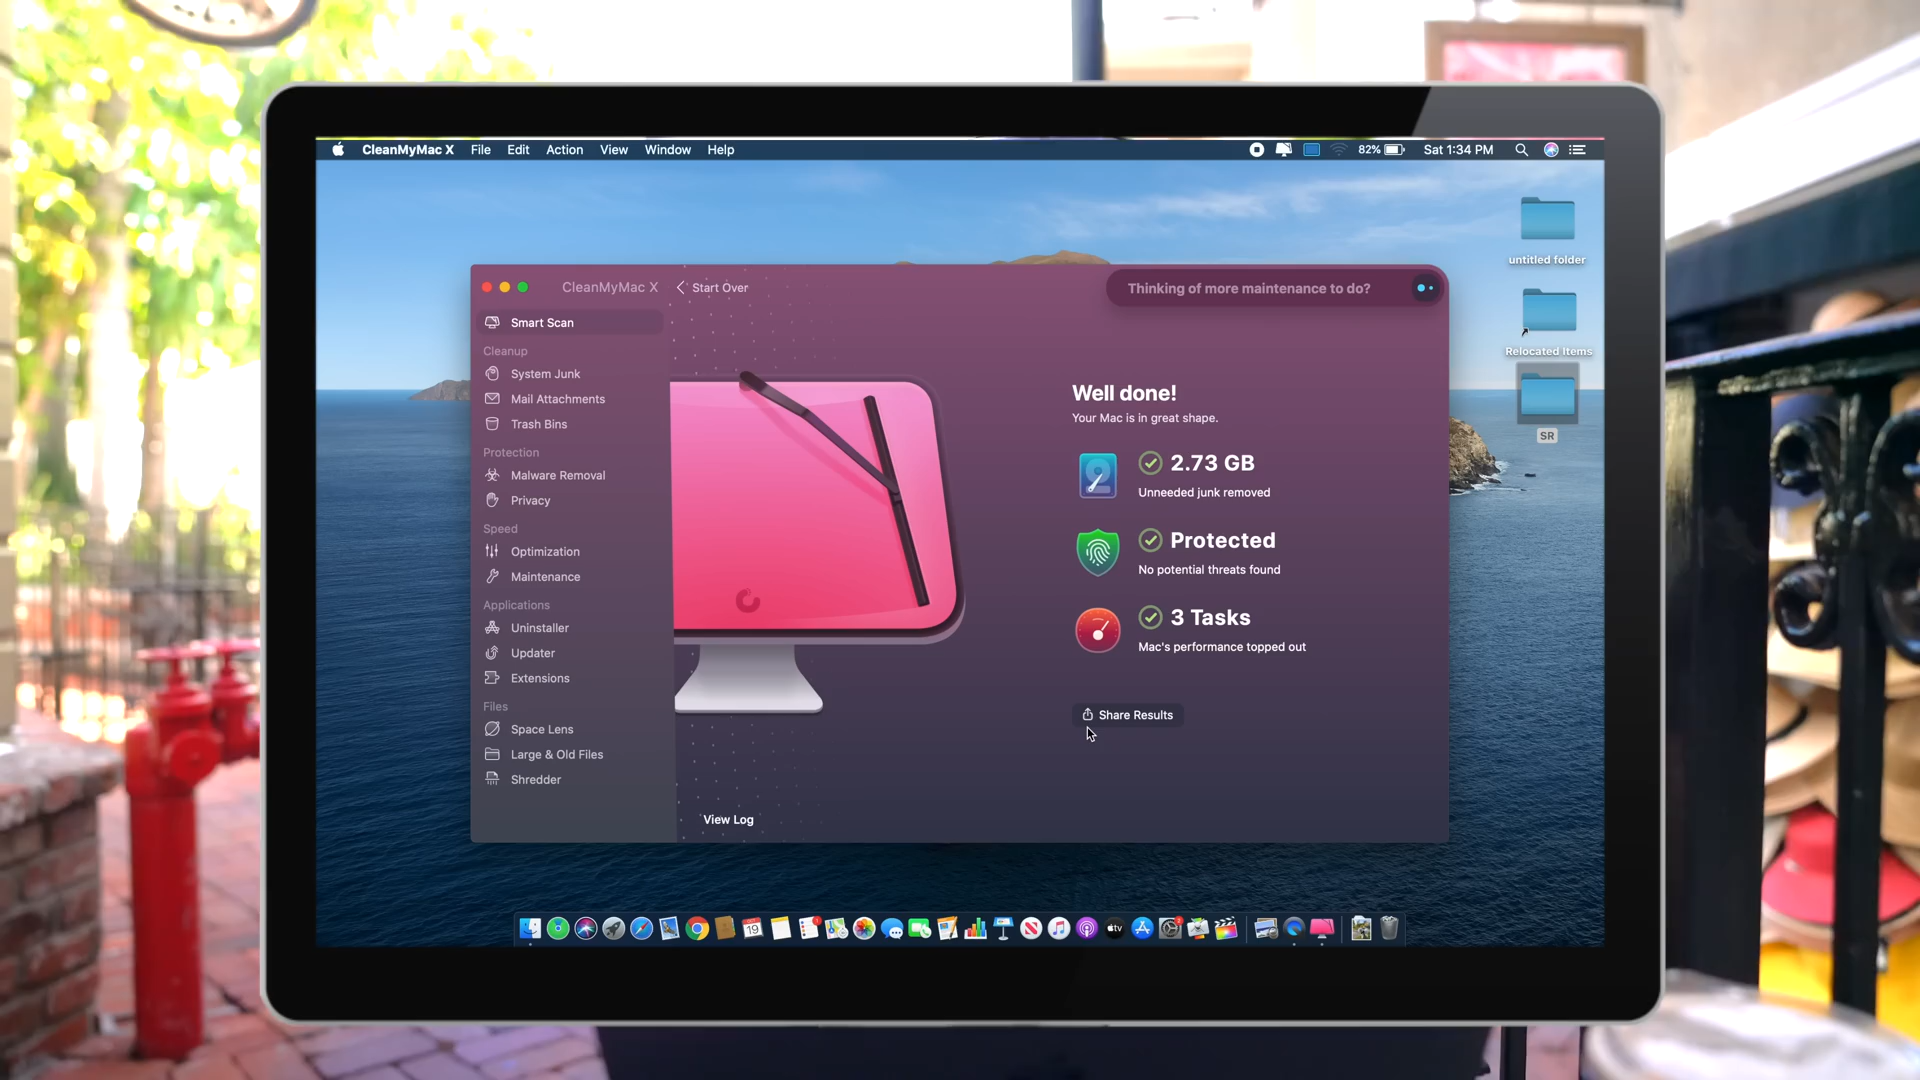 CleanMyMac X File Edit Action View Window Help
82% Sat 1:34 PM
untitled folder
Relocated Items
SR
CleanMyMac X Start Over
Thinking of more maintenance to do?
Smart Scan
Cleanup
System Junk
Mail Attachments
Trash Bins
Protection
Malware Removal
Privacy
Speed
Optimization
Maintenance
Applications
Uninstaller
Updater
Extensions
Files
Space Lens
Large & Old Files
Shredder
Well done!
Your Mac is in great shape.
2.73 GB
Unneeded junk removed
Protected
No potential threats found
3 Tasks
Mac's performance topped out
Share Results
View Log
19
tv